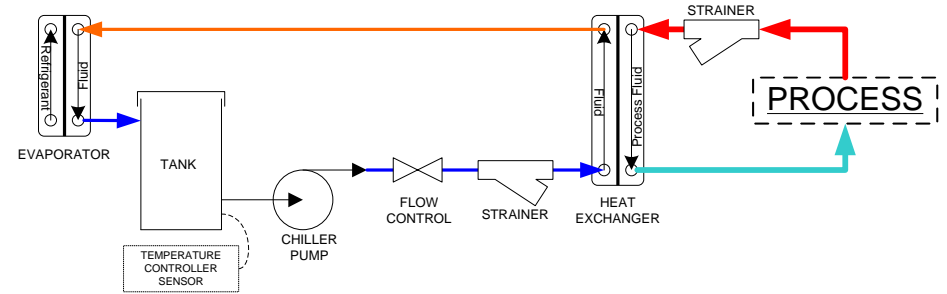 STRAINER
Refrigerant
Fluid
Fluid
Process Fluid
PROCESS
EVAPORATOR
TANK
FLOW
CONTROL
STRAINER
HEAT
EXCHANGER
CHILLER
PUMP
TEMPERATURE
CONTROLLER
SENSOR